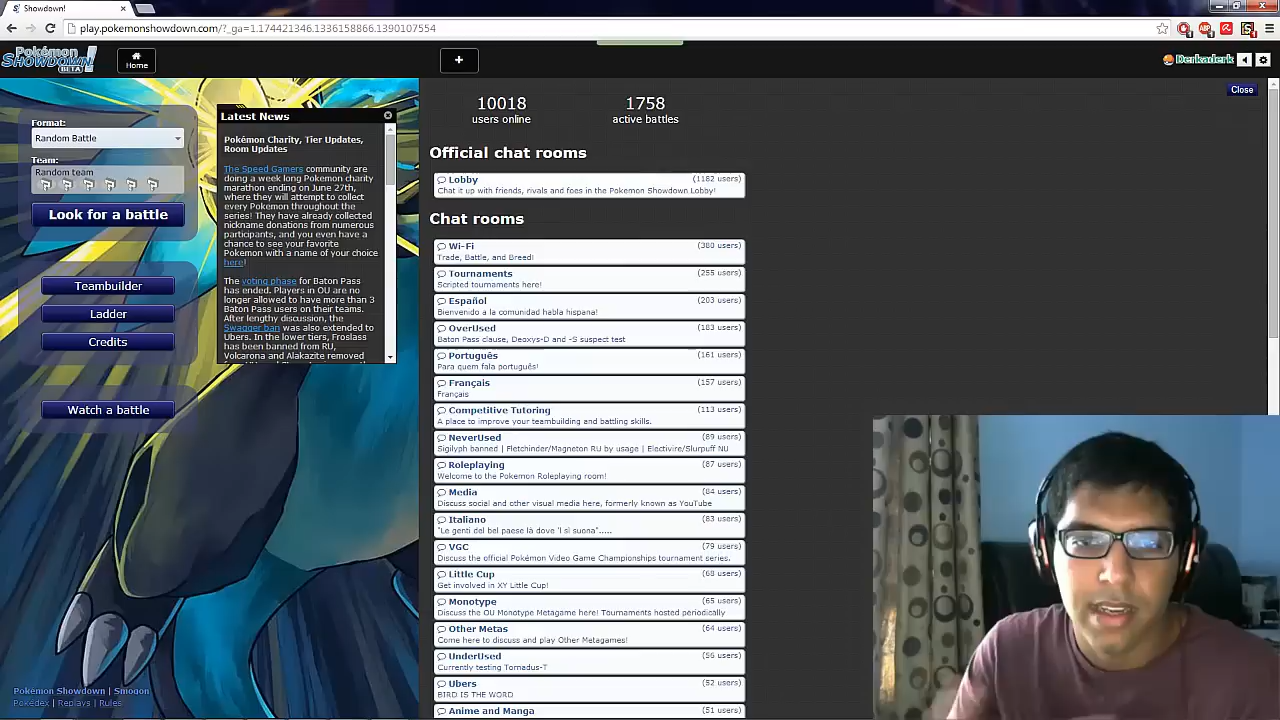 Showdown!
play.pokemonshowdown.com/?_ga=1.174421346.1336158866.1390107554
Pokémon
SHOWDOWN!
BETA
Home
+
Derkaderk
Format:
Random Battle
Team:
Random team
Look for a battle
Teambuilder
Ladder
Credits
Watch a battle
Pokemon Showdown | Smogon
Pokédex | Replays | Rules
Latest News
Pokémon Charity, Tier Updates,
Room Updates
The Speed Gamers community are
doing a week long Pokemon charity
marathon ending on June 27th,
where they will attempt to collect
every Pokemon throughout the
series! They have already collected
nickname donations from numerous
participants, and you even have a
chance to see your favorite
Pokemon with a name of your choice
here!
The voting phase for Baton Pass
has ended. Players in OU are no
longer allowed to have more than 3
Baton Pass users on their teams.
After lengthy discussion, the
Swagger ban was also extended to
Ubers. In the lower tiers, Froslass
has been banned from RU,
Volcarona and Alakazite removed
Close
10018
users online
1758
active battles
Official chat rooms
Lobby (1162 users)
Chat it up with friends, rivals and foes in the Pokemon Showdown Lobby!
Chat rooms
Wi-Fi (380 users)
Trade, Battle, and Breed!
Tournaments (255 users)
Scripted tournaments here!
Español (203 users)
Bienvenido a la comunidad habla hispana!
OverUsed (183 users)
Baton Pass clause, Deoxys-D and -S suspect test
Português (161 users)
Para quem fala português!
Français (157 users)
Français
Competitive Tutoring (113 users)
A place to improve your teambuilding and battling skills.
NeverUsed (89 users)
Sigilyph banned | Fletchinder/Magneton RU by usage | Electivire/Slurpuff NU
Roleplaying (87 users)
Welcome to the Pokemon Roleplaying room!
Media (84 users)
Discuss social and other visual media here, formerly known as YouTube
Italiano (83 users)
"Le genti del bel paese là dove 'l sì suona".....
VGC (79 users)
Discuss the official Pokémon Video Game Championships tournament series.
Little Cup (68 users)
Get involved in XY Little Cup!
Monotype (65 users)
Discuss the OU Monotype Metagame here! Tournaments hosted periodically
Other Metas (64 users)
Come here to discuss and play Other Metagames!
UnderUsed (56 users)
Currently testing Tornadus-T
Ubers (52 users)
BIRD IS THE WORD
Anime and Manga (51 users)